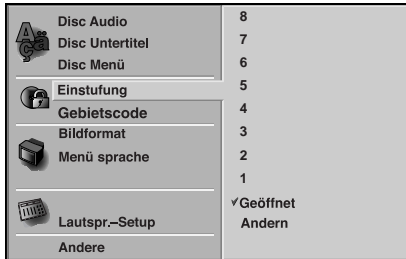 Disc Audio
Disc Untertitel
Disc Menü
Einstufung
Gebietscode
Bildformat
Menü sprache
Lautspr.–Setup
Andere
8
7
6
5
4
3
2
1
✓Geöffnet
Andern